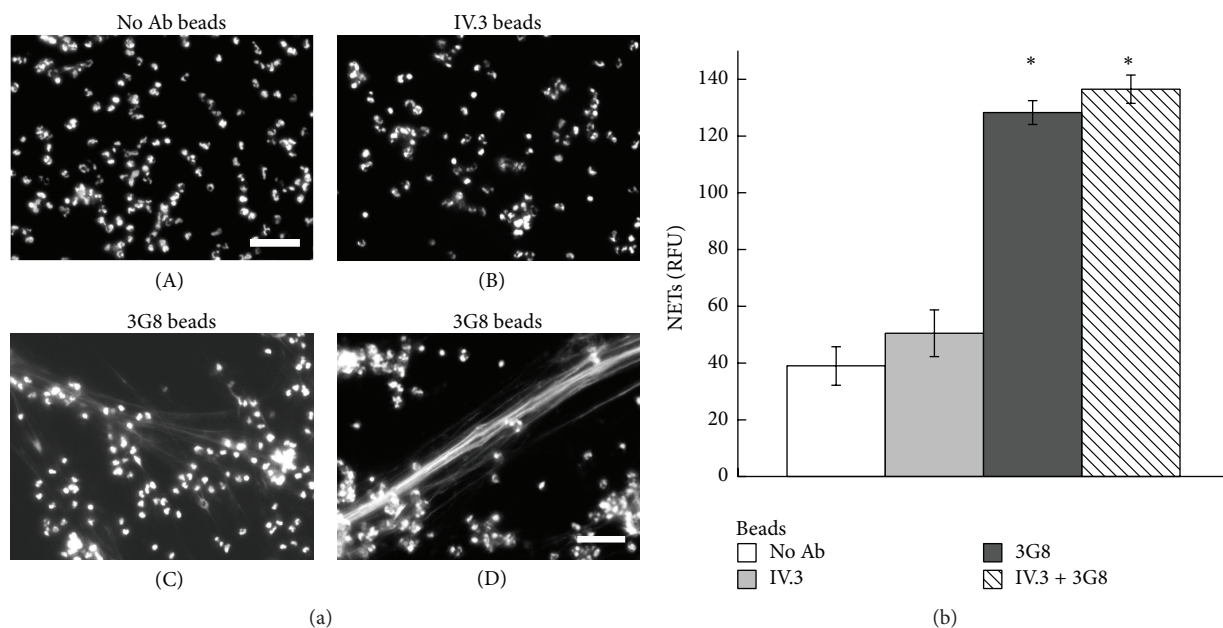 No Ab beads
IV.3 beads
(A)
(B)
3G8 beads
3G8 beads
(C)
(D)
(a)
NETs (RFU)
140
120
100
80
60
40
20
0
*
*
Beads
No Ab
IV.3
3G8
IV.3 + 3G8
(b)